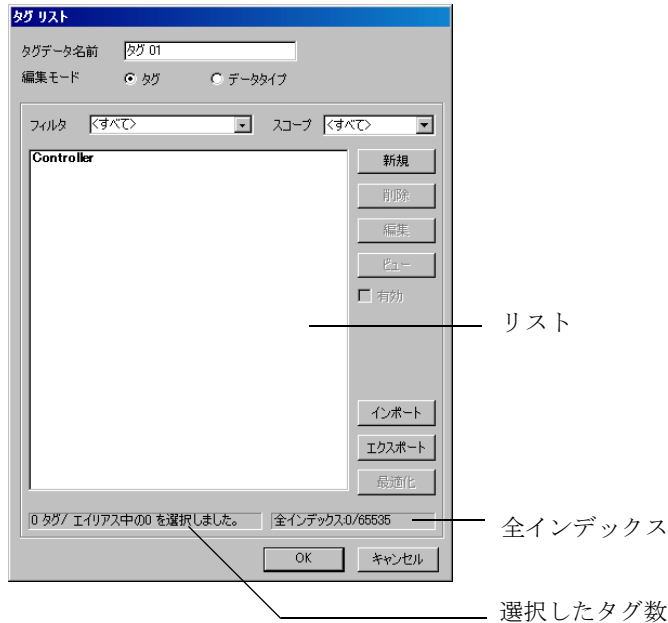 タグ リスト
タグデータ名前 タグ 01
編集モード タグ データタイプ
フィルタ <すべて> スコープ <すべて>
Controller
新規
削除
編集
ビュー
有効
リスト
インポート
エクスポート
最適化
0 タグ/ エイリアス中の0 を選択しました。 全インデックス:0/65535
全インデックス
OK キャンセル
選択したタグ数